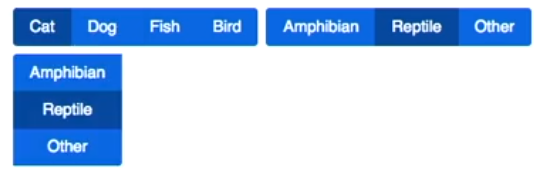 Cat Dog Fish Bird Amphibian Reptile Other
Amphibian
Reptile
Other